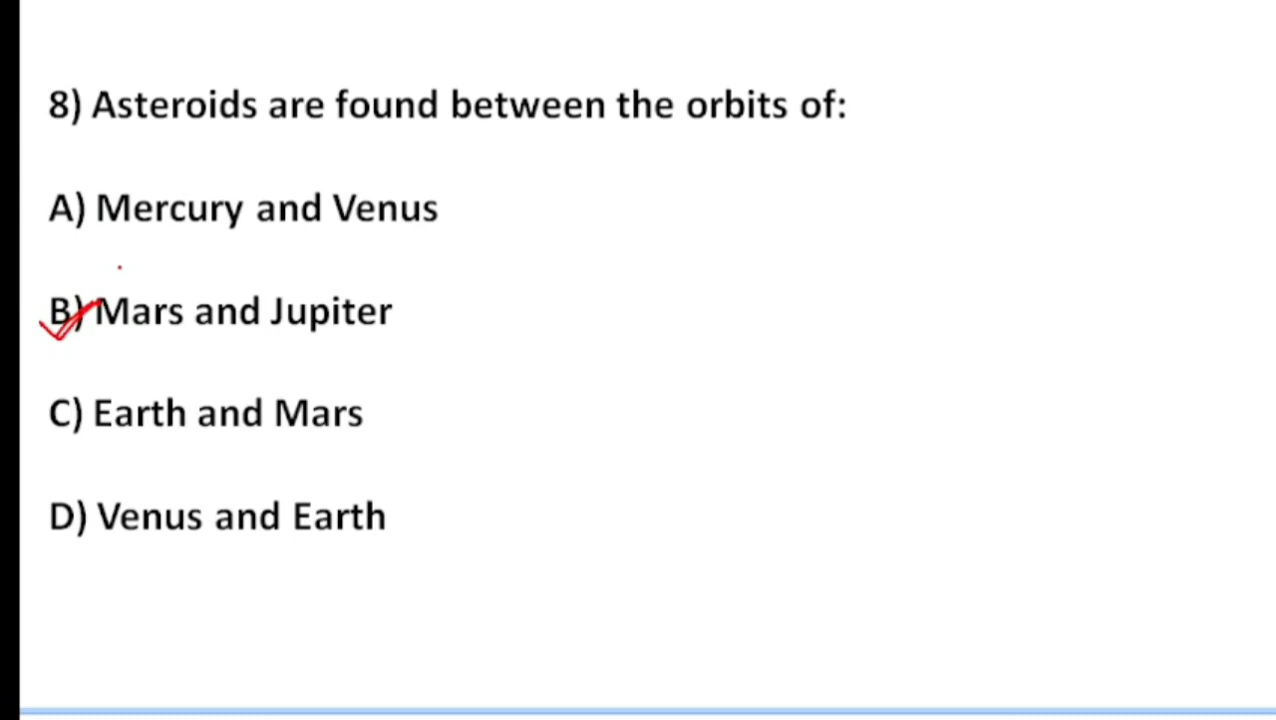 8) Asteroids are found between the orbits of:
A) Mercury and Venus
B) Mars and Jupiter
C) Earth and Mars
D) Venus and Earth